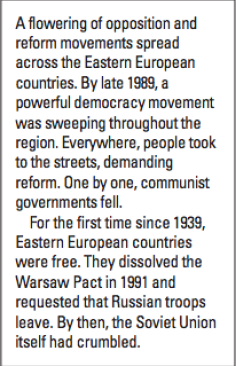 A flowering of opposition and
reform movements spread
across the Eastern European
countries. By late 1989, a
powerful democracy movement
was sweeping throughout the
region. Everywhere, people took
to the streets, demanding
reform. One by one, communist
governments fell.
For the first time since 1939,
Eastern European countries
were free. They dissolved the
Warsaw Pact in 1991 and
requested that Russian troops
leave. By then, the Soviet Union
itself had crumbled.